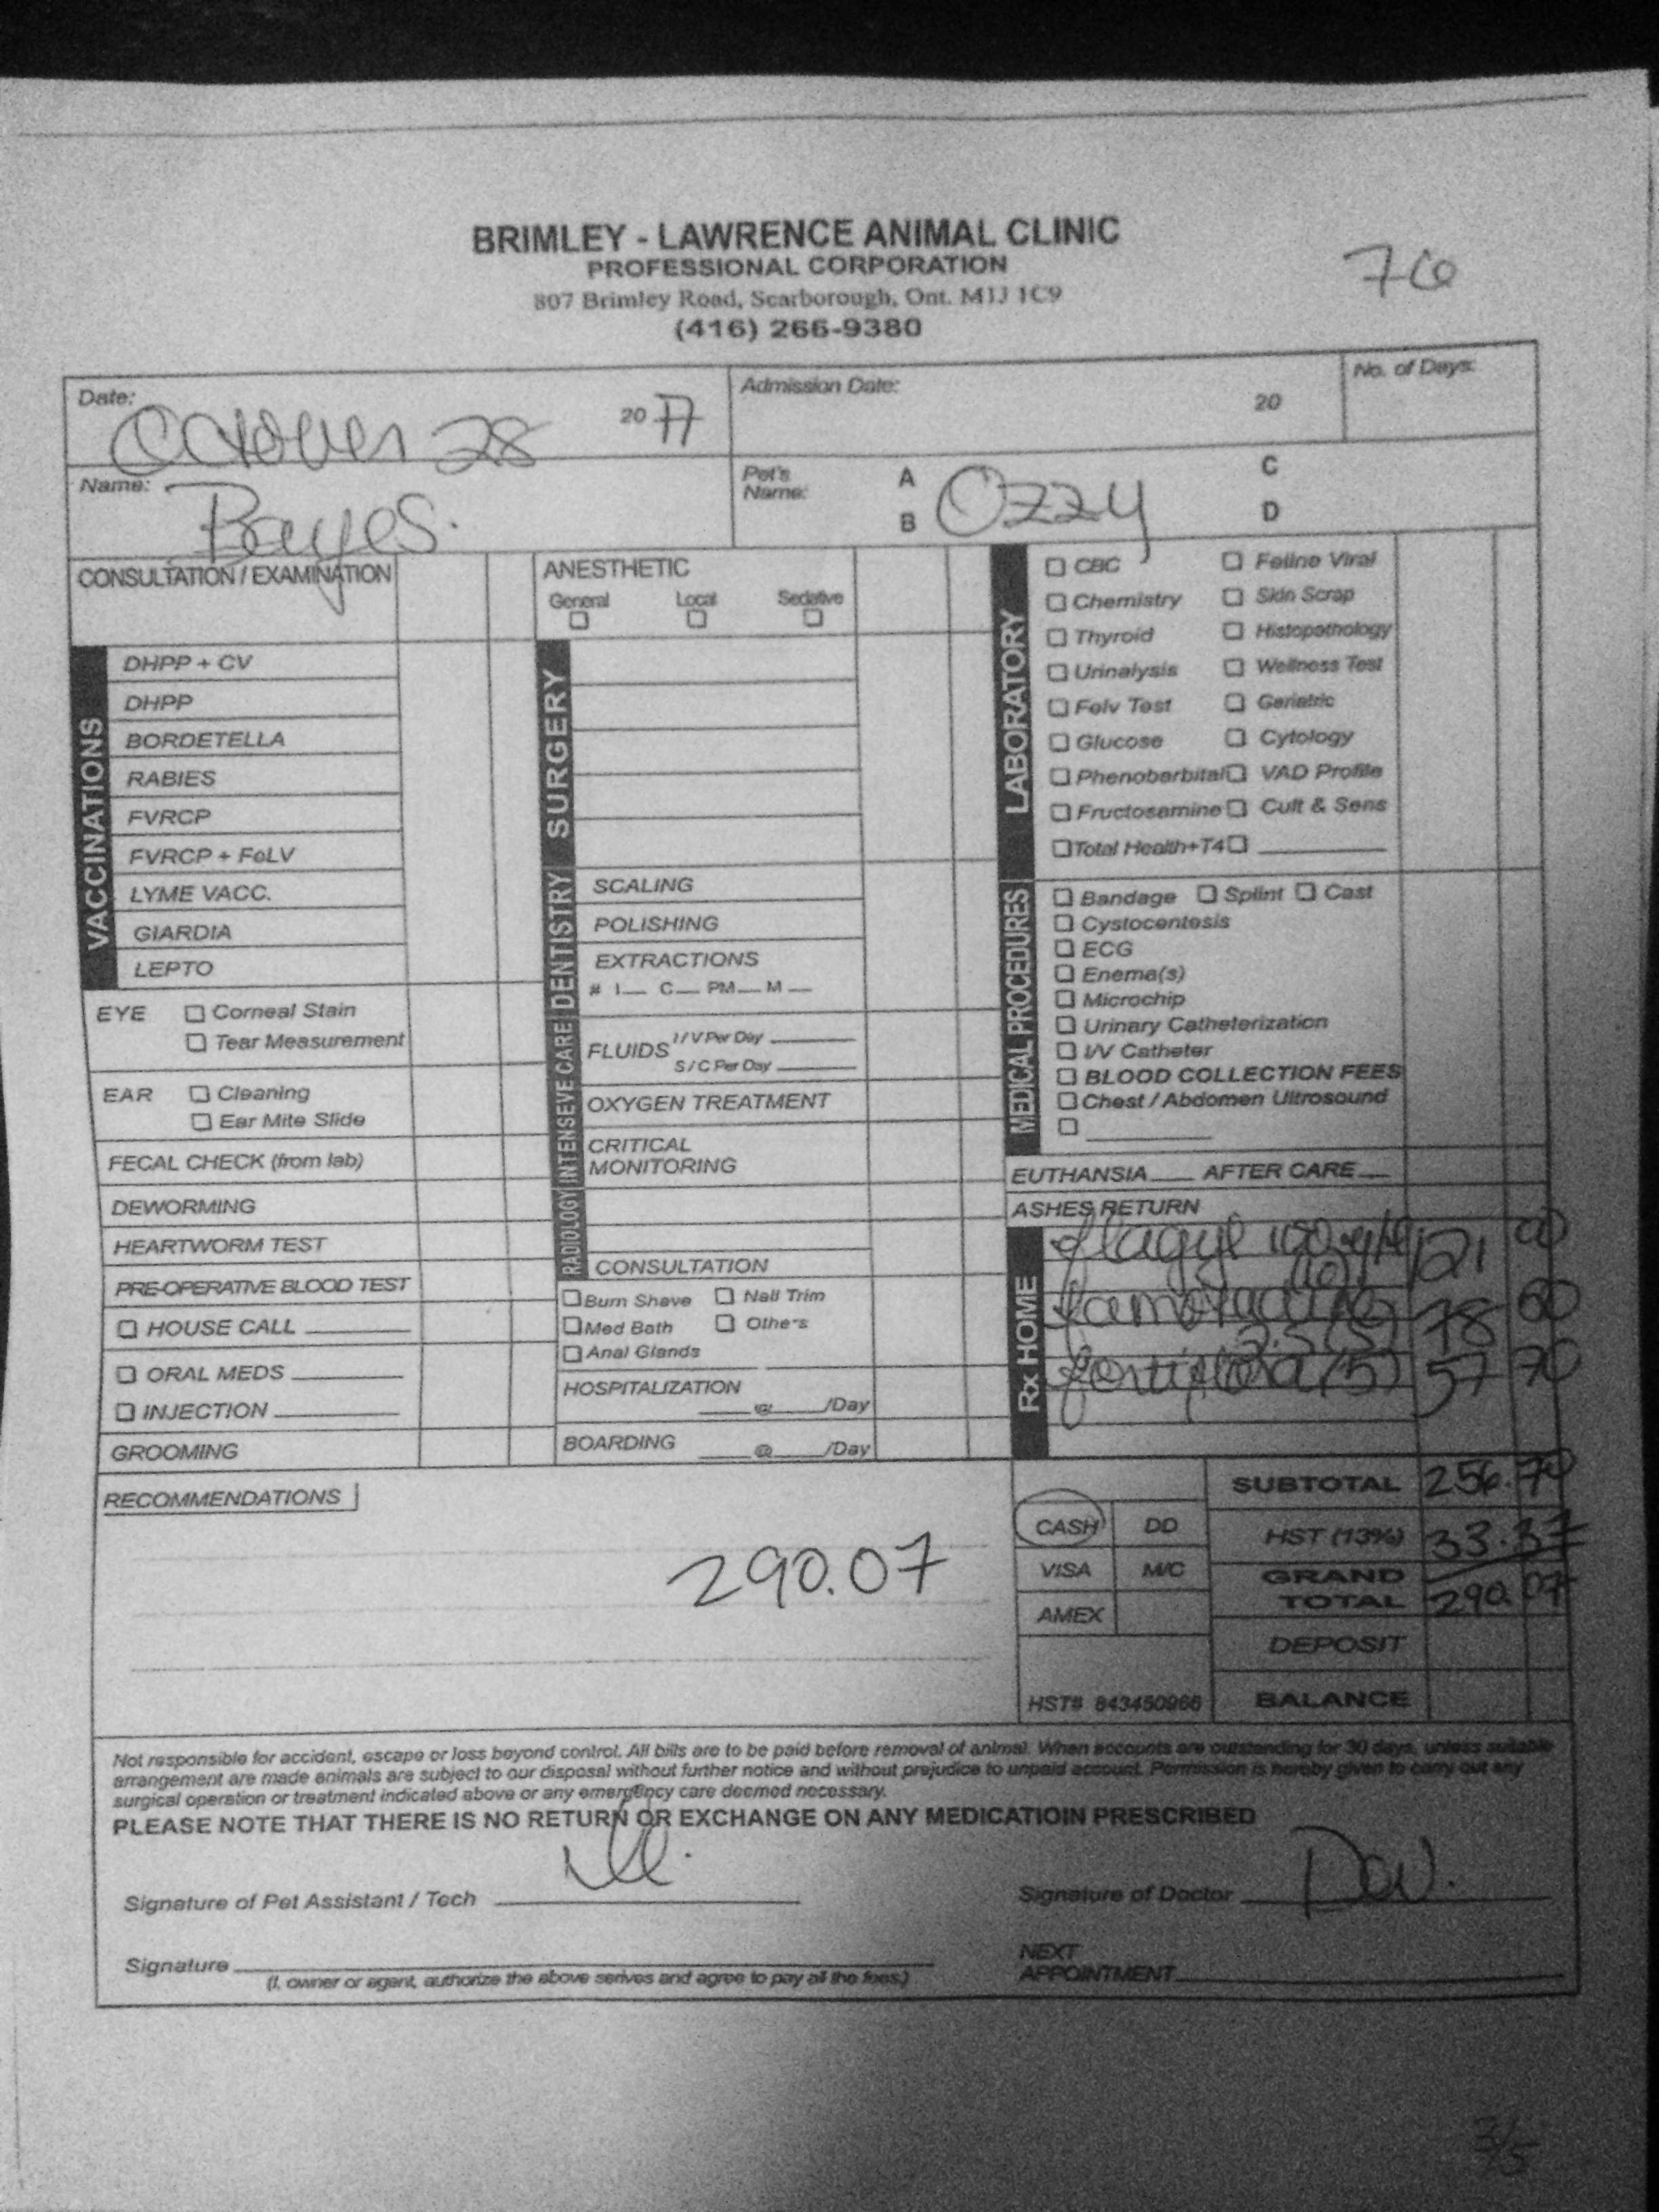 BRIMLEY - LAWRENCE ANIMAL CLINIC
PROFESSIONAL CORPORATION
807 Brimley Road, Scarborough, Ont. M1J 1C9
(416) 266-9380
76
Date: October 28 2017
Admission Date: 20
No. of Days:
Name: Bayes.
Pet's Name: A B Ozzy C D
CONSULTATION / EXAMINATION
VACCINATIONS
DHPP + CV
DHPP
BORDETELLA
RABIES
FVRCP
FVRCP + FeLV
LYME VACC.
GIARDIA
LEPTO
EYE Corneal Stain
Tear Measurement
EAR Cleaning
Ear Mite Slide
FECAL CHECK (from lab)
DEWORMING
HEARTWORM TEST
PRE-OPERATIVE BLOOD TEST
HOUSE CALL
ORAL MEDS
INJECTION
GROOMING
ANESTHETIC
General Local Sedative
SURGERY
DENTISTRY
SCALING
POLISHING
EXTRACTIONS
# I C PM M
INTENSEVE CARE
FLUIDS I / V Per Day
S / C Per Day
OXYGEN TREATMENT
CRITICAL
MONITORING
RADIOLOGY
CONSULTATION
Bum Shave Nail Trim
Med Bath Others
Anal Glands
HOSPITALIZATION
@ /Day
BOARDING @ /Day
LABORATORY
CBC Feline Viral
Chemistry Skin Scrap
Thyroid Histopathology
Urinalysis Wellness Test
Felv Test Geriatric
Glucose Cytology
Phenobarbital VAD Profile
Fructosamine Cult & Sens
Total Health+T4
MEDICAL PROCEDURES
Bandage Splint Cast
Cystocentesis
ECG
Enema(s)
Microchip
Urinary Catheterization
I/V Catheter
BLOOD COLLECTION FEES
Chest / Abdomen Ultrosound
EUTHANSIA AFTER CARE
ASHES RETURN
Rx HOME
flagyl 121 00
famotadine 78 00
fortiflora (5) 57 70
RECOMMENDATIONS
290.07
CASH DD
VISA M/C
AMEX
HST# 843450966
SUBTOTAL 256.70
HST (13%) 33.37
GRAND TOTAL 290.07
DEPOSIT
BALANCE
Not responsible for accident, escape or loss beyond control. All bills are to be paid before removal of animal. When accounts are outstanding for 30 days, unless suitable
arrangement are made animals are subject to our disposal without further notice and without prejudice to unpaid account. Permission is hereby given to carry out any
surgical operation or treatment indicated above or any emergency care deemed necessary.
PLEASE NOTE THAT THERE IS NO RETURN OR EXCHANGE ON ANY MEDICATIOIN PRESCRIBED
Signature of Pet Assistant / Tech
Signature of Doctor
Signature
(I, owner or agent, authorize the above serives and agree to pay all the fees.)
NEXT
APPOINTMENT
3/5